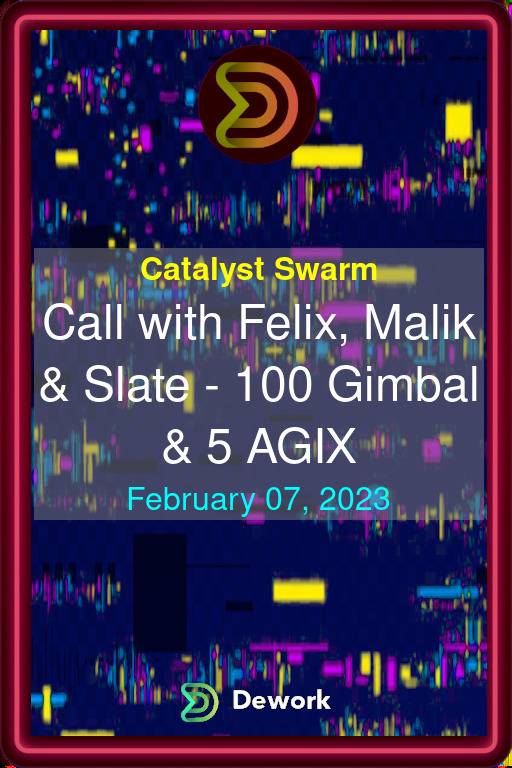 Catalyst Swarm
Call with Felix, Malik
& Slate - 100 Gimbal
& 5 AGIX
February 07, 2023
Dework